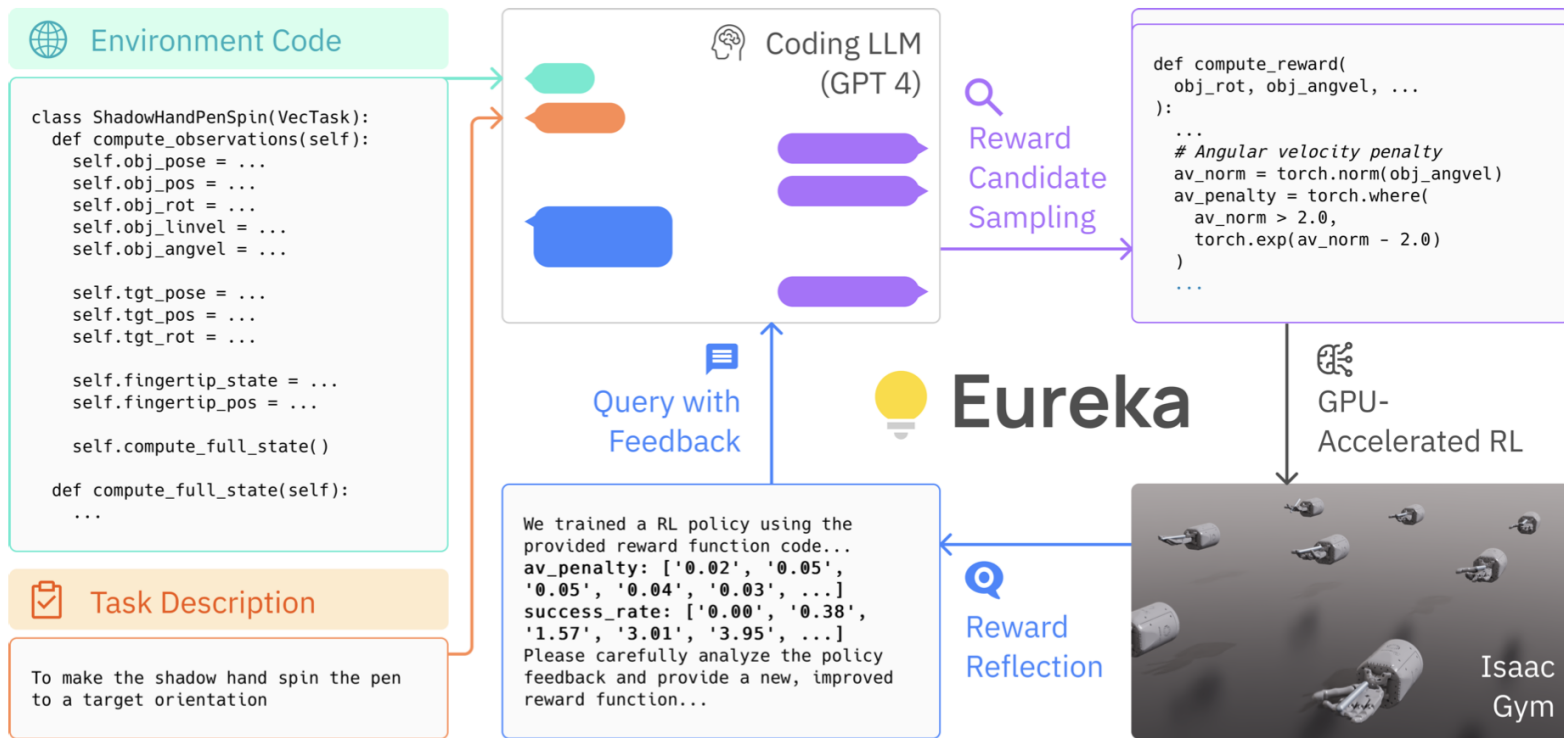 Environment Code
class ShadowHandPenSpin(VecTask):
  def compute_observations(self):
    self.obj_pose = ...
    self.obj_pos = ...
    self.obj_rot = ...
    self.obj_linvel = ...
    self.obj_angvel = ...
    self.tgt_pose = ...
    self.tgt_pos = ...
    self.tgt_rot = ...
    self.fingertip_state = ...
    self.fingertip_pos = ...
    self.compute_full_state()
  def compute_full_state(self):
    ...
Task Description
To make the shadow hand spin the pen
to a target orientation
Coding LLM
(GPT 4)
Reward
Candidate
Sampling
def compute_reward(
  obj_rot, obj_angvel, ...
):
  ...
  # Angular velocity penalty
  av_norm = torch.norm(obj_angvel)
  av_penalty = torch.where(
    av_norm > 2.0,
    torch.exp(av_norm - 2.0)
  )
  ...
Query with
Feedback
Eureka
GPU-
Accelerated RL
We trained a RL policy using the
provided reward function code...
av_penalty: ['0.02', '0.05',
'0.05', '0.04', '0.03', ...]
success_rate: ['0.00', '0.38',
'1.57', '3.01', '3.95', ...]
Please carefully analyze the policy
feedback and provide a new, improved
reward function...
Reward
Reflection
Isaac
Gym